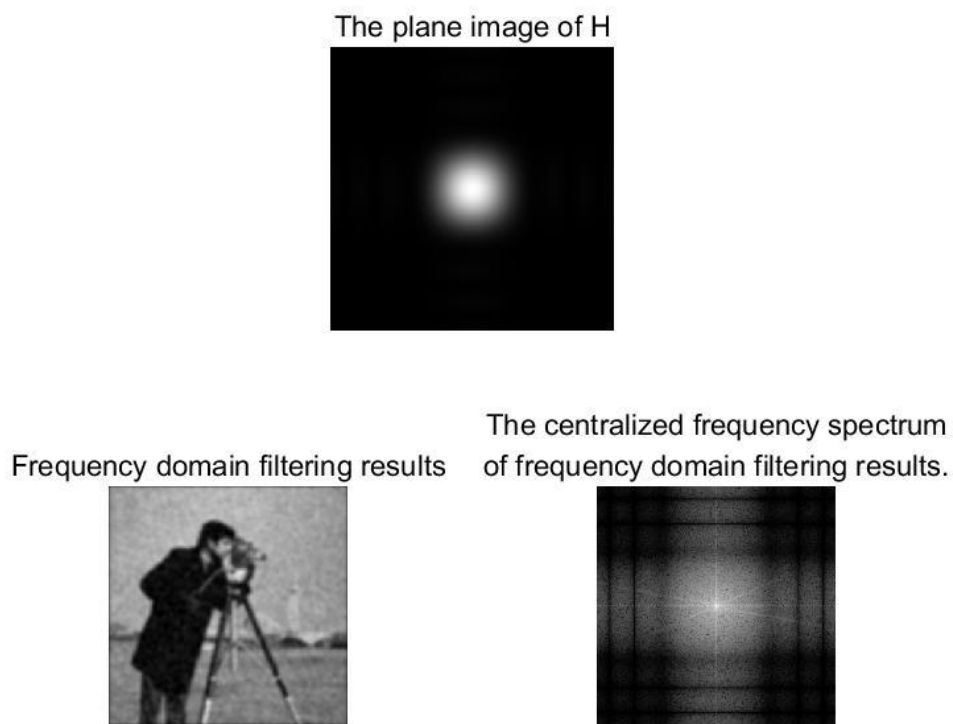 The plane image of H
Frequency domain filtering results
The centralized frequency spectrum
of frequency domain filtering results.